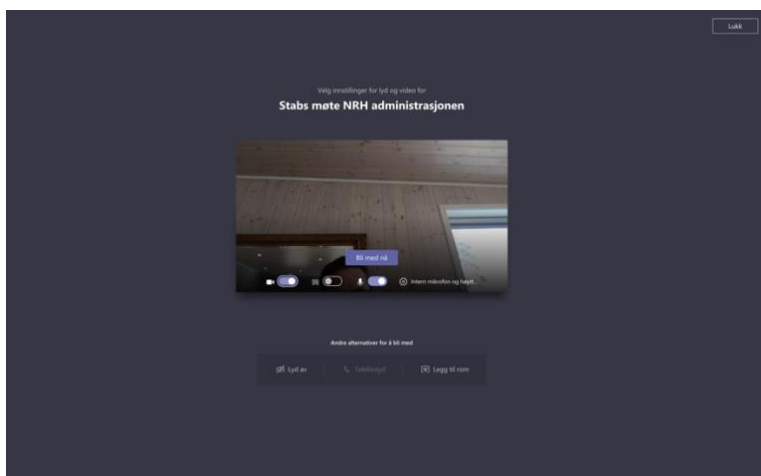 Lukk
Velg innstillinger for lyd og video for
Stabs møte NRH administrasjonen
Bli med nå
Intern mikrofon og høytt...
Andre alternativer for å bli med
Lyd av
Telefonlyd
Legg til rom